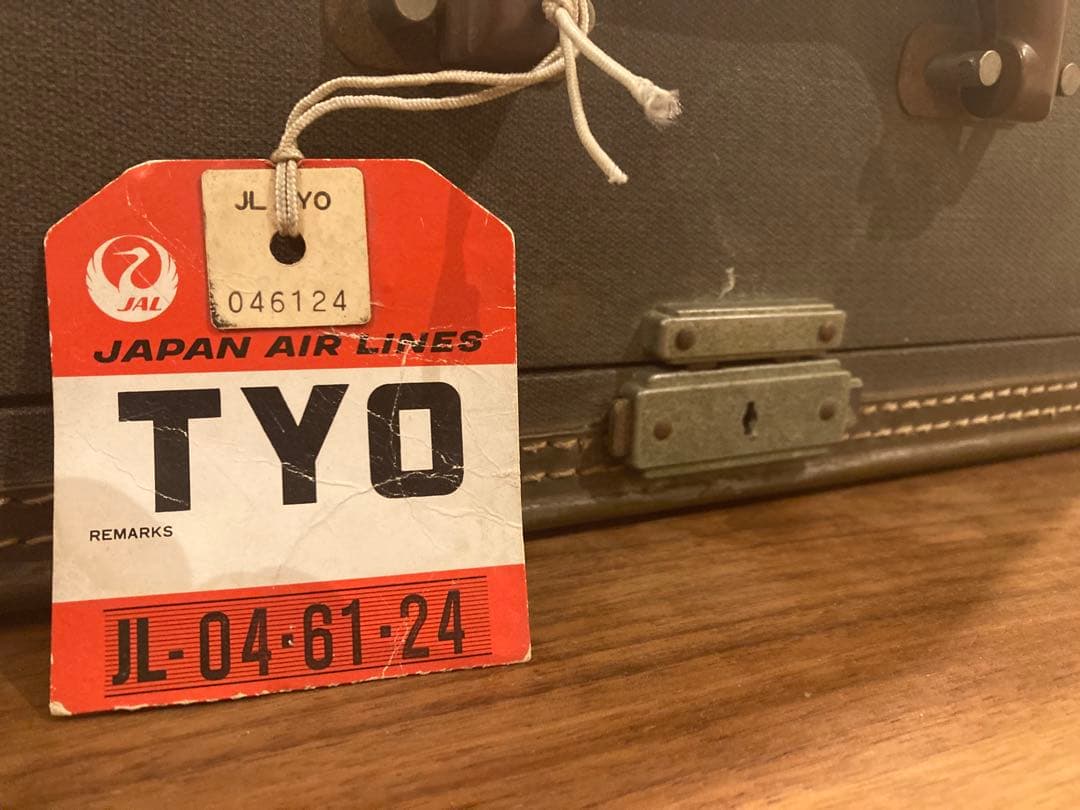 JL YO
046124
JAL
JAPAN AIR LINES
TYO
REMARKS
JL-04·61-24